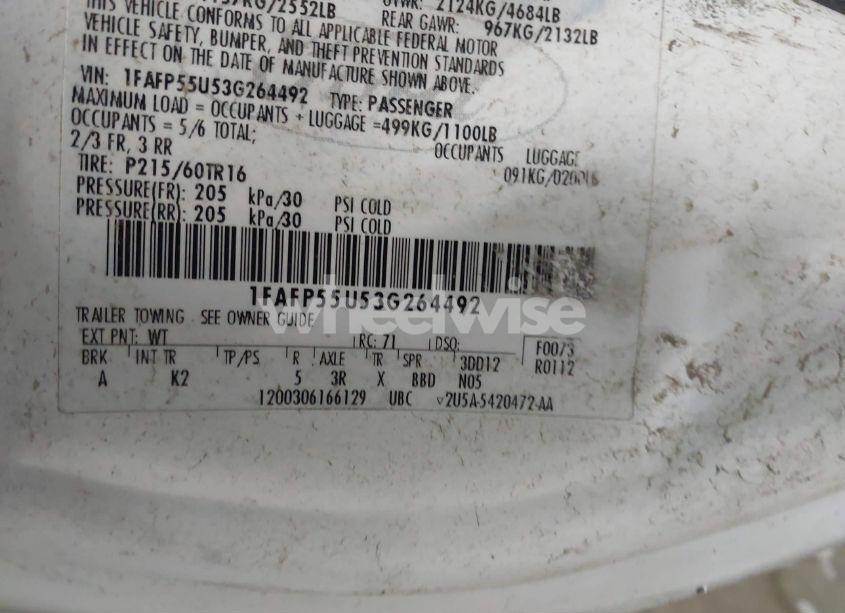 GVWR: 2124KG/4684LB
KG/2552LB
REAR GAWR: 967KG/2132LB
THIS VEHICLE CONFORMS TO ALL APPLICABLE FEDERAL MOTOR
VEHICLE SAFETY, BUMPER, AND THEFT PREVENTION STANDARDS
IN EFFECT ON THE DATE OF MANUFACTURE SHOWN ABOVE.
VIN: 1FAFP55U53G264492 TYPE: PASSENGER
MAXIMUM LOAD = OCCUPANTS + LUGGAGE =499KG/1100LB
OCCUPANTS = 5/6 TOTAL;
2/3 FR, 3 RR
OCCUPANTS LUGGAGE
091KG/0200LB
TIRE: P215/60TR16
PRESSURE(FR): 205 kPa/30 PSI COLD
PRESSURE(RR): 205 kPa/30 PSI COLD
1FAFP55U53G264492
wheelwise
TRAILER TOWING - SEE OWNER GUIDE
EXT PNT: WT RC: 71 DSO: F0073
BRK INT TR TP/PS R AXLE TR SPR 3DD12 R0112
A K2 5 3R X BBD N05
1200306166129 UBC v2U5A-5420472-AA